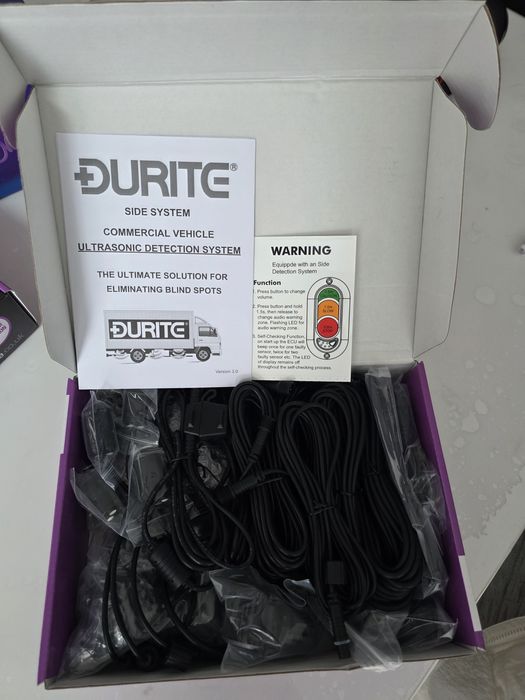 DURITE®
SIDE SYSTEM
COMMERCIAL VEHICLE
ULTRASONIC DETECTION SYSTEM
THE ULTIMATE SOLUTION FOR
ELIMINATING BLIND SPOTS
DURITE
Version 1.0
WARNING
Equippde with an Side
Detection System
Function
1. Press button to change
volume.
2. Press button and hold
1.5s, then release to
change audio warning
zone. Flashing LED for
audio warning zone.
3. Self-Checking Function,
on start up the ECU will
beep once for one faulty
sensor, twice for two
faulty sensor etc. The LED
of display remains off
throughout the self-checking process.